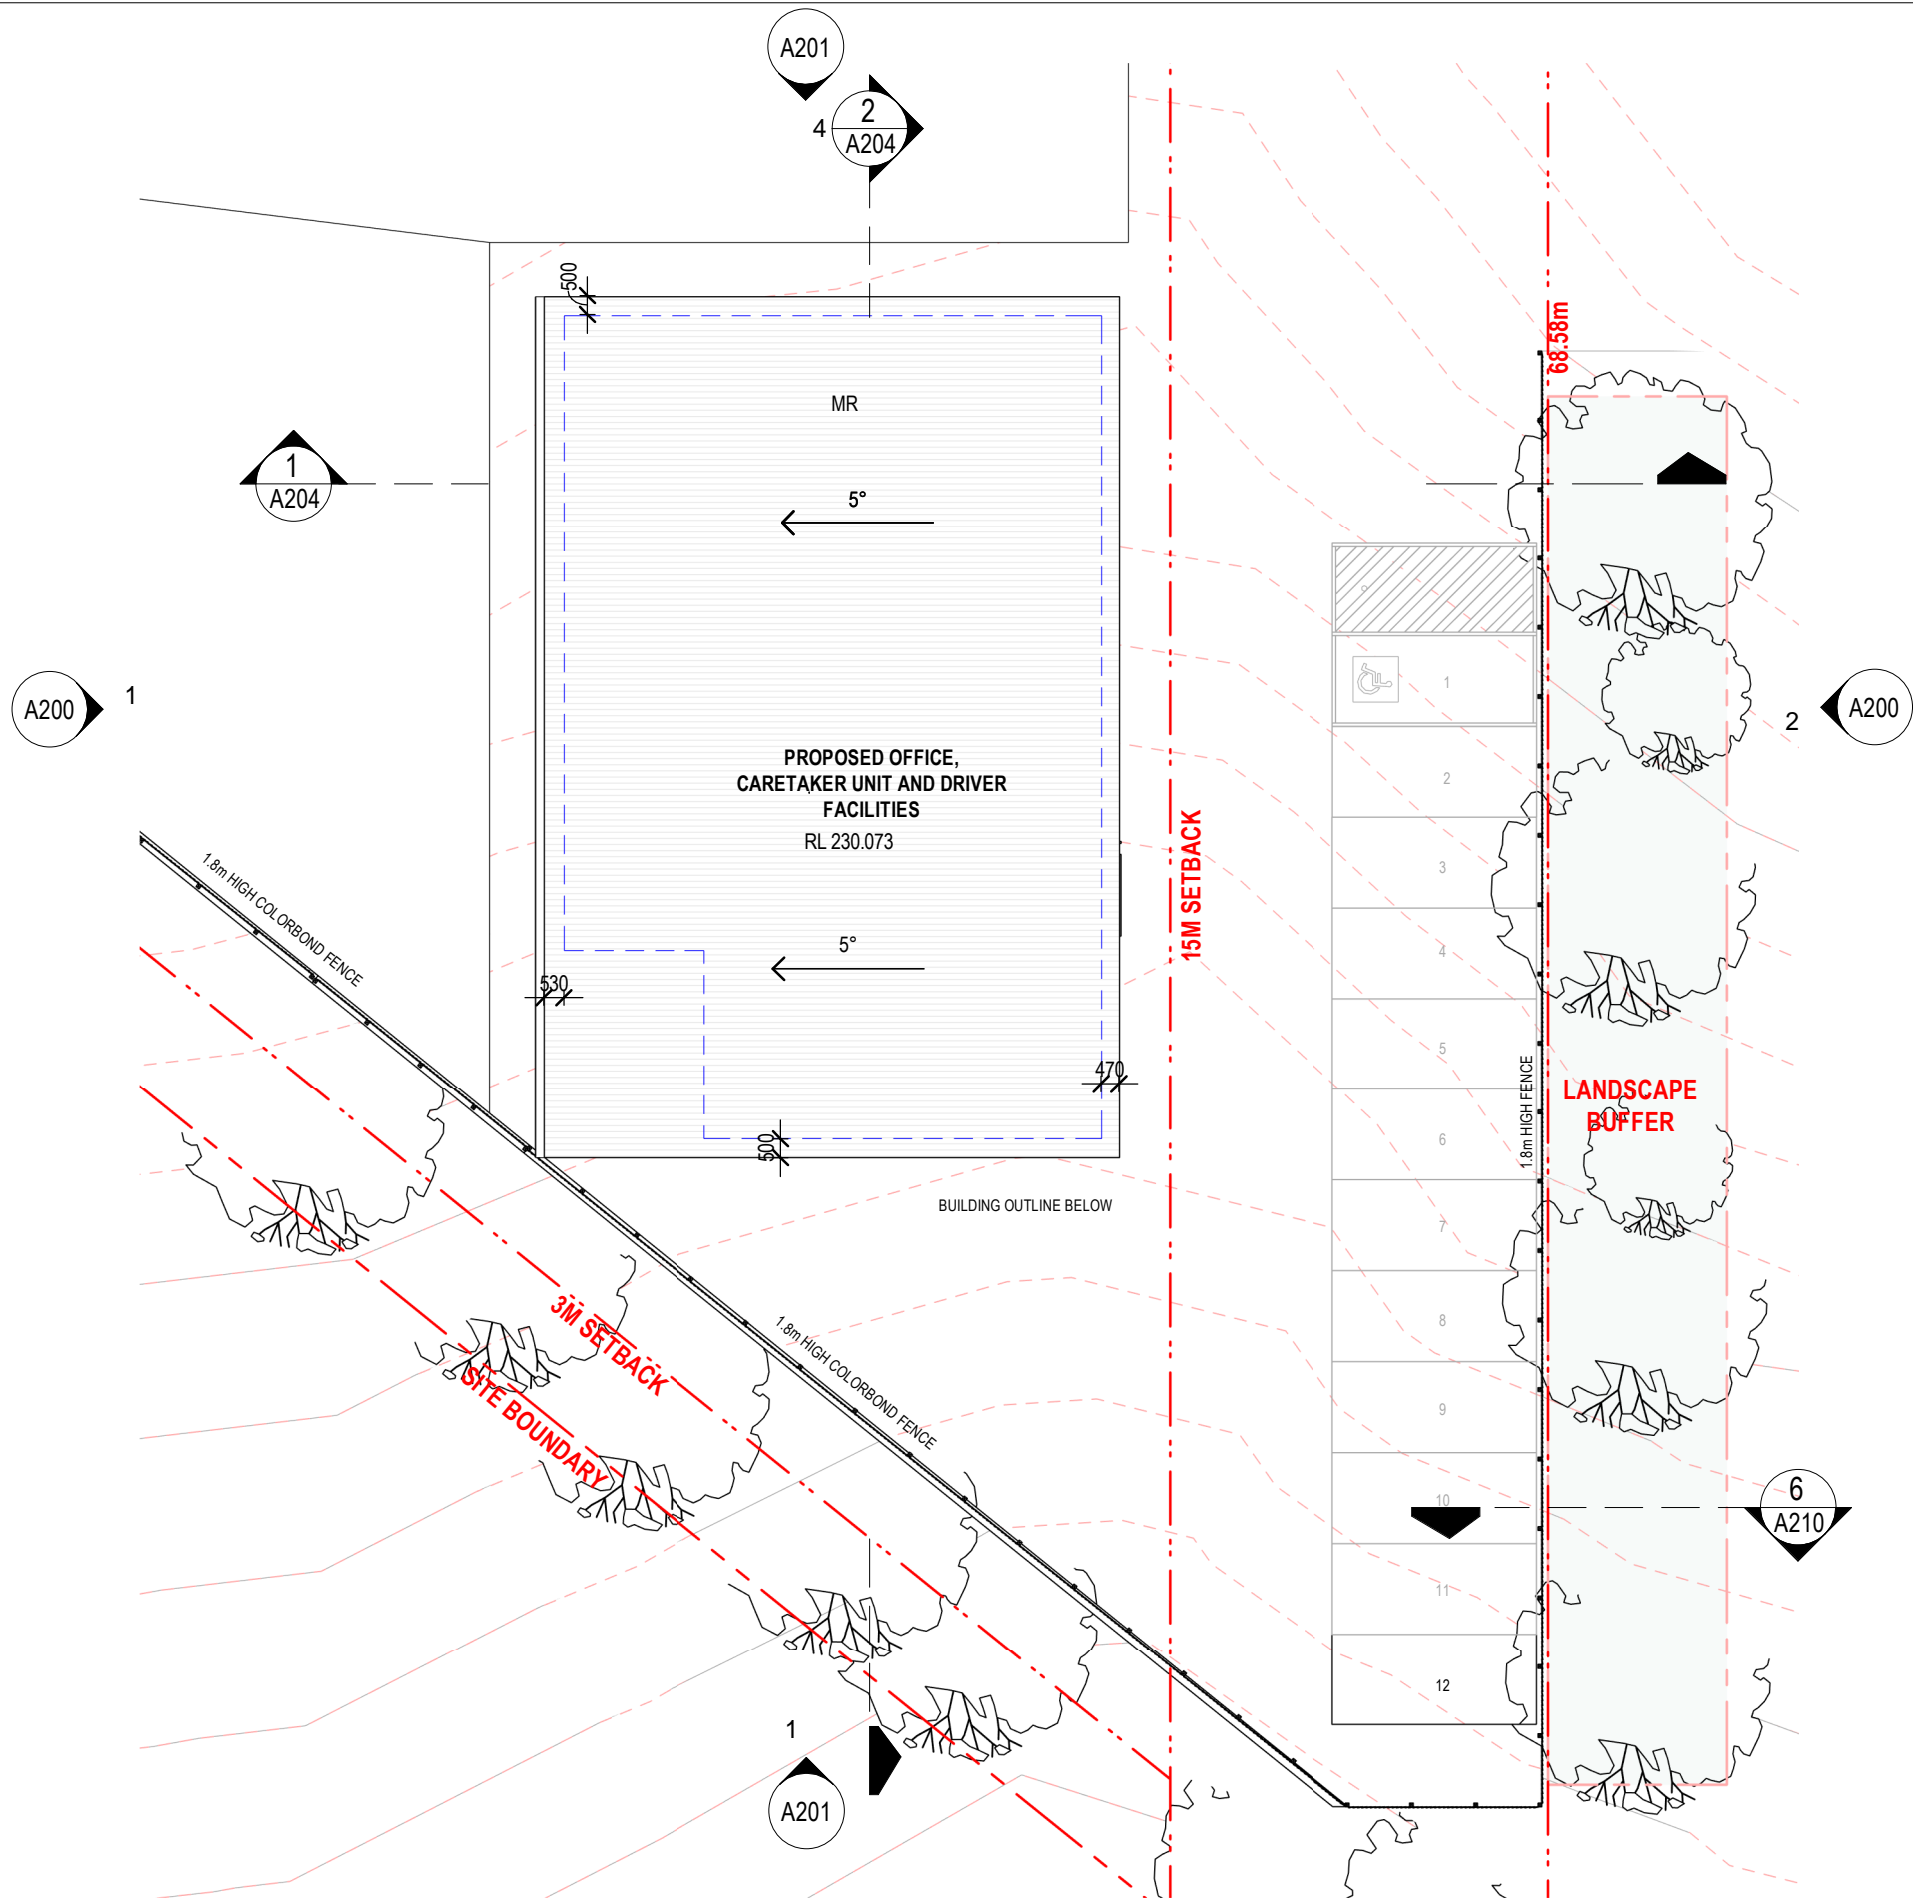 A201
4
2
A204
500
68.58m
MR
1
A204
5°
1
A200
1
2
A200
PROPOSED OFFICE,
CARETAKER UNIT AND DRIVER
FACILITIES
RL 230.073
2
15M SETBACK
1.8m HIGH COLORBOND FENCE
3
4
5°
530
5
470
1.8m HIGH FENCE
LANDSCAPE
BUFFER
500
6
BUILDING OUTLINE BELOW
7
3M SETBACK
1.8m HIGH COLORBOND FENCE
8
SITE BOUNDARY
9
10
6
A210
11
12
1
A201